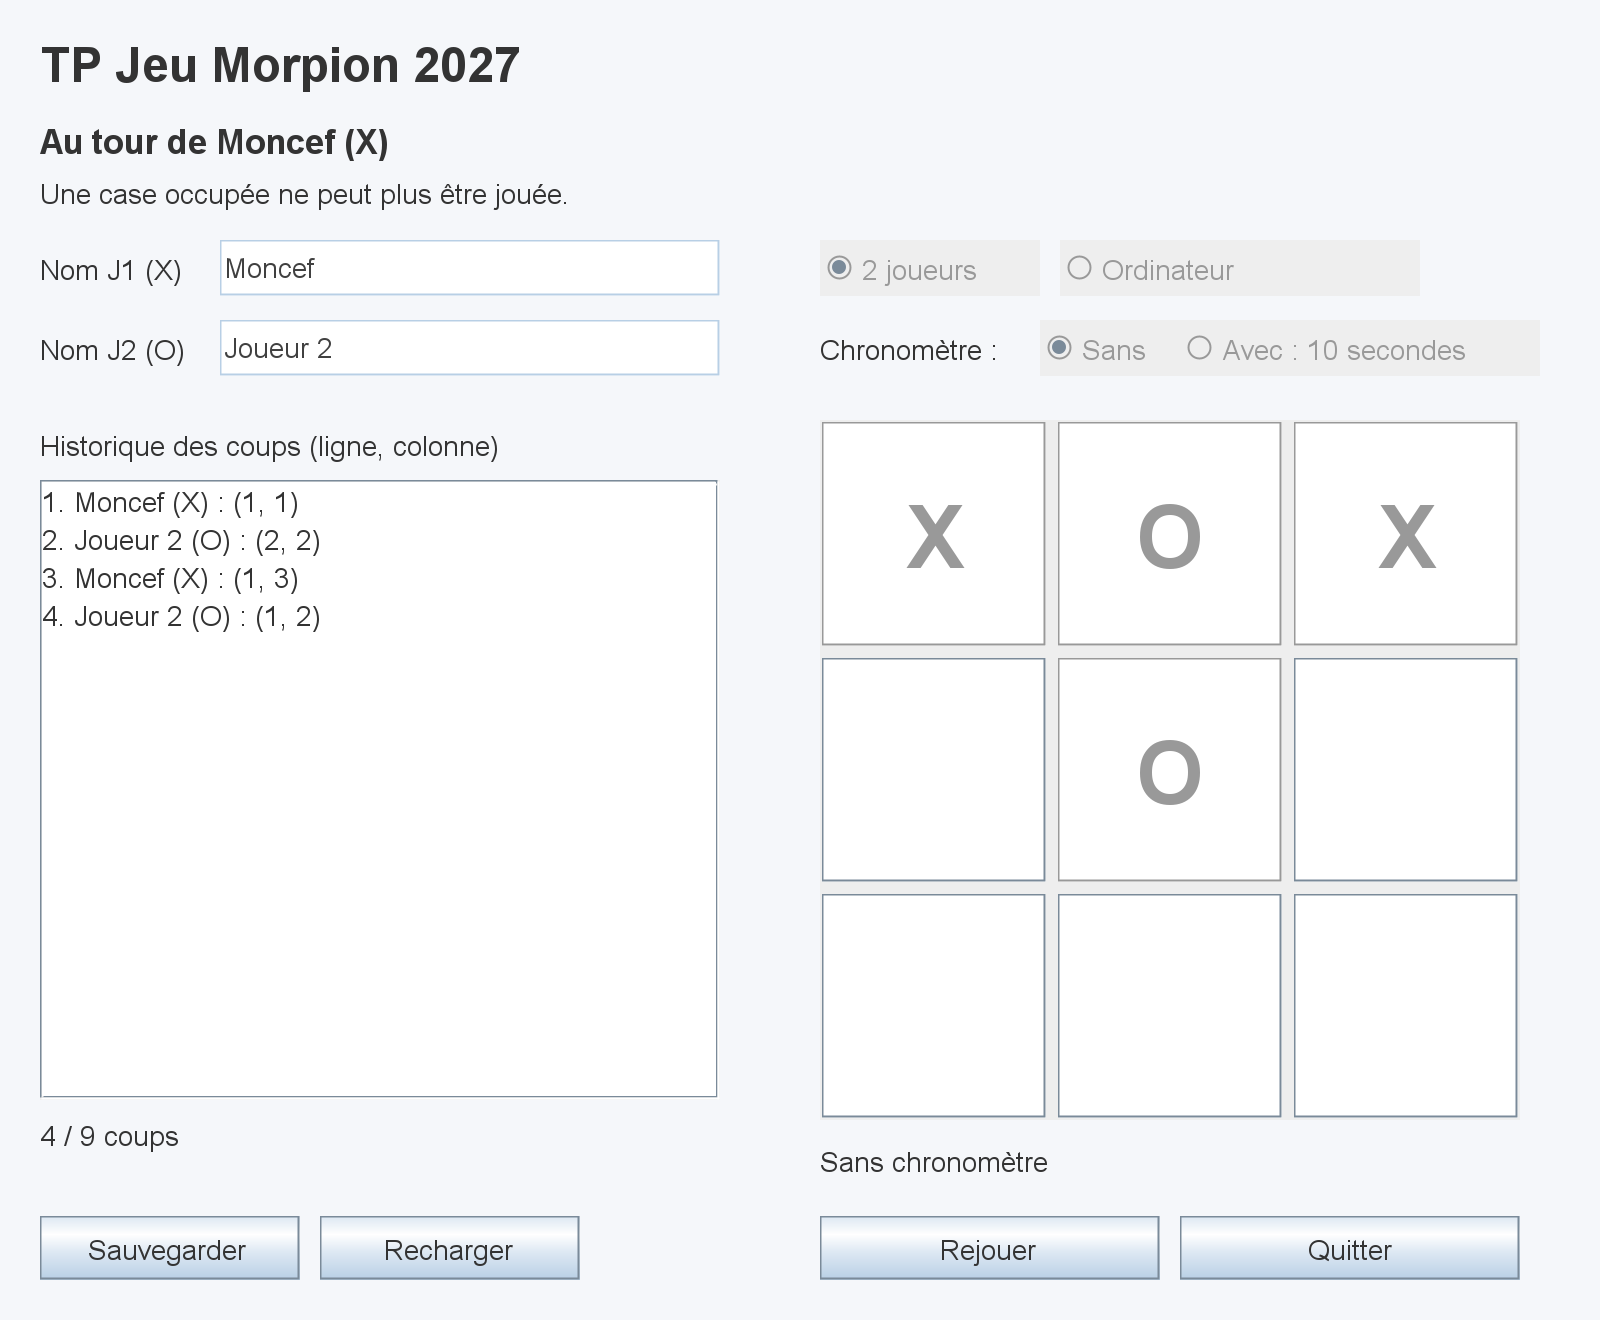 TP Jeu Morpion 2027
Au tour de Moncef (X)
Une case occupée ne peut plus être jouée.
Nom J1 (X) Moncef
Nom J2 (O) Joueur 2
2 joueurs Ordinateur
Chronomètre : Sans Avec : 10 secondes
Historique des coups (ligne, colonne)
1. Moncef (X) : (1, 1)
2. Joueur 2 (O) : (2, 2)
3. Moncef (X) : (1, 3)
4. Joueur 2 (O) : (1, 2)
4 / 9 coups
X O X
O
Sans chronomètre
Sauvegarder Recharger
Rejouer Quitter